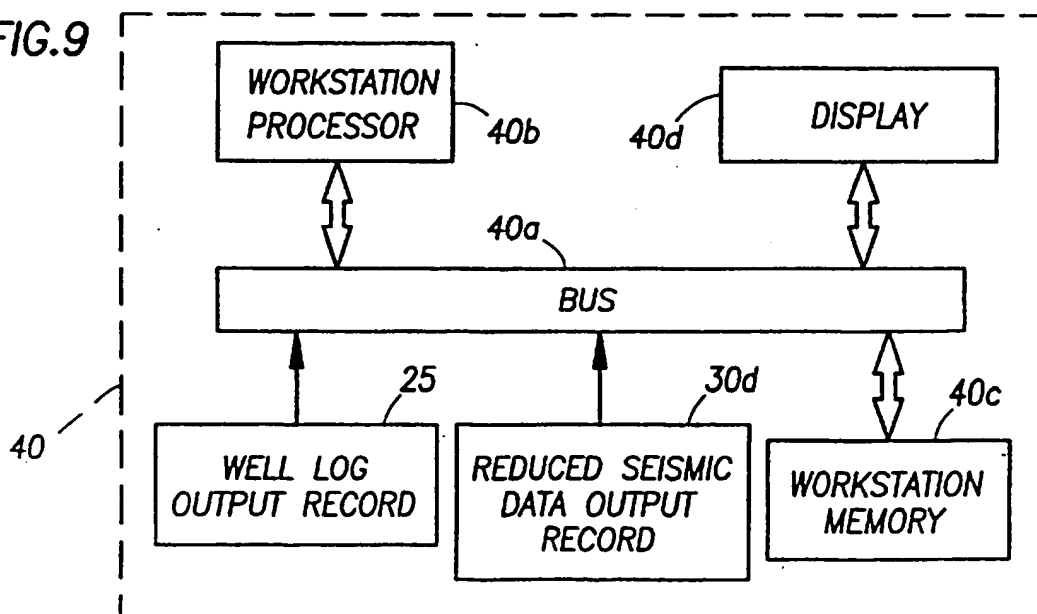 FIG.9
WORKSTATION
PROCESSOR
40b
40d
DISPLAY
40a
BUS
25
30d
40c
40
WELL LOG
OUTPUT RECORD
REDUCED SEISMIC
DATA OUTPUT
RECORD
WORKSTATION
MEMORY